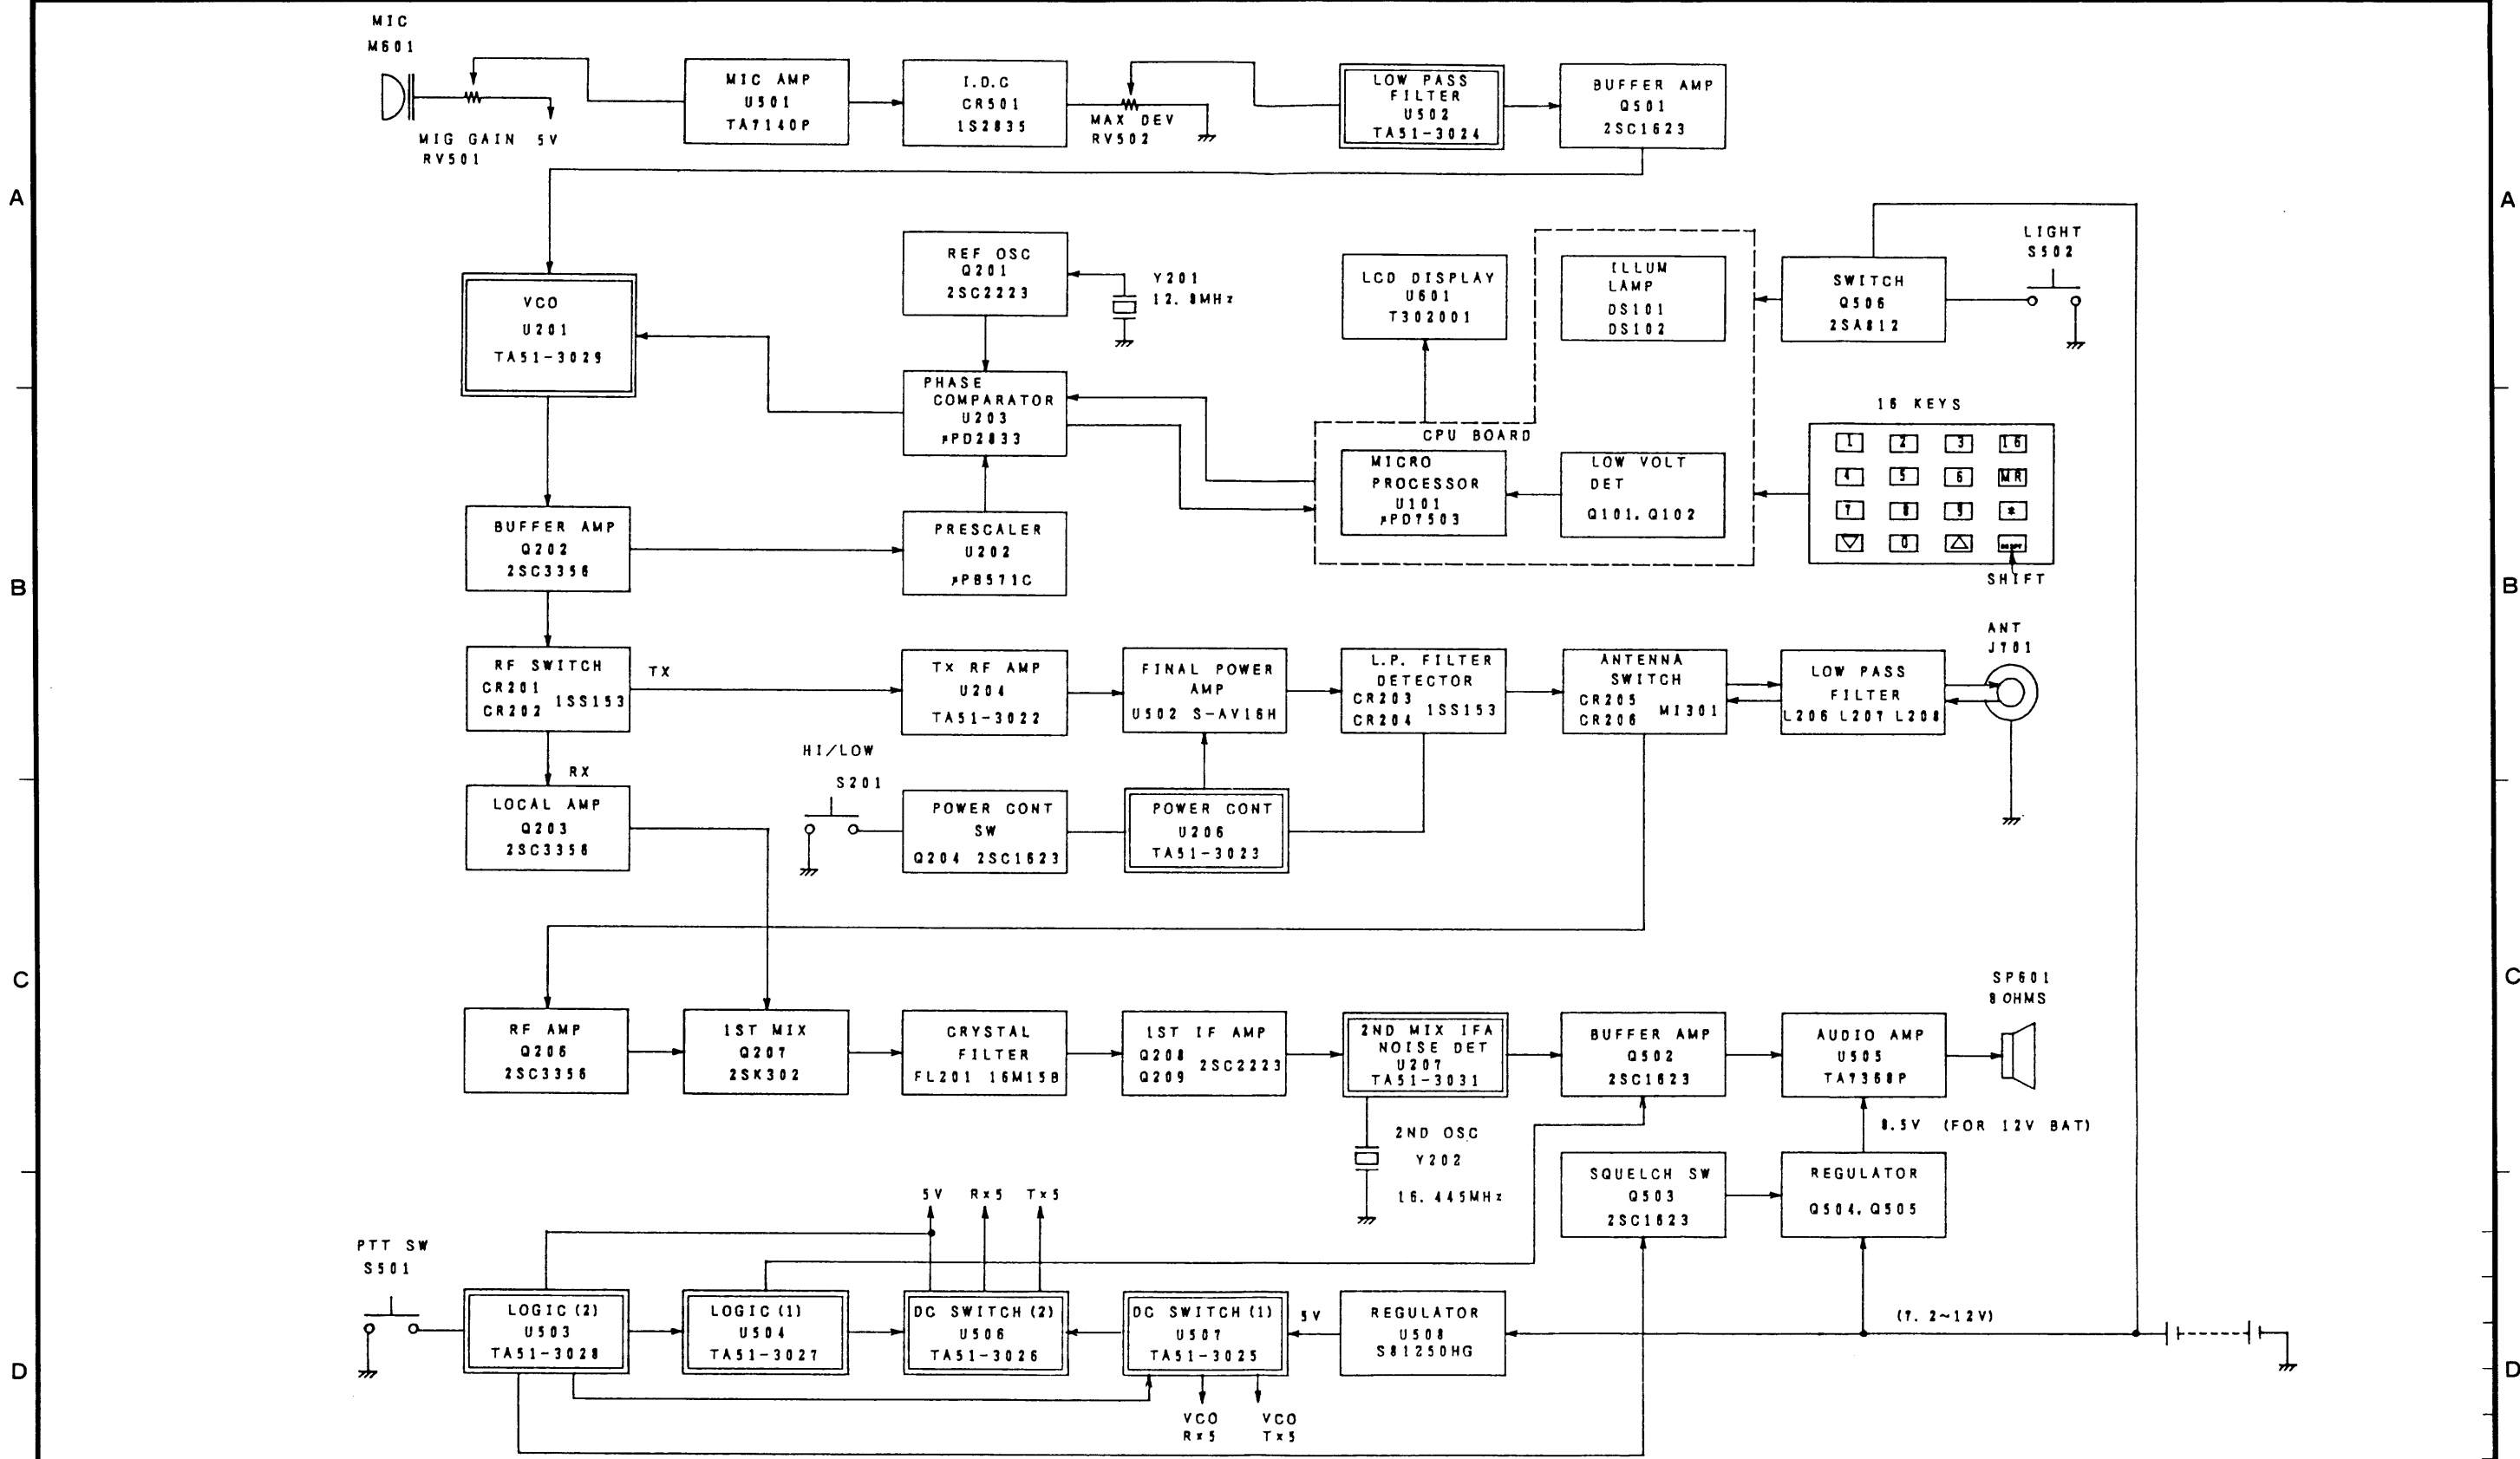 MIC
M601
MIG GAIN 5V
RV501
MIC AMP
U501
TA7140P
I.D.C
CR501
1S2835
MAX DEV
RV502
LOW PASS
FILTER
U502
TA51-3024
BUFFER AMP
Q501
2SC1623
A
A
VCO
U201
TA51-3029
REF OSC
Q201
2SC2223
Y201
12.8MHz
LCD DISPLAY
U601
T302001
ILLUM
LAMP
DS101
DS102
SWITCH
Q506
2SA812
LIGHT
S502
PHASE
COMPARATOR
U203
μPD2833
CPU BOARD
MICRO
PROCESSOR
U101
μPD7503
LOW VOLT
DET
Q101, Q102
16 KEYS
1 2 3 16
4 5 6 MR
7 8 9 *
▽ 0 △
SHIFT
BUFFER AMP
Q202
2SC3356
PRESCALER
U202
μPB571C
B
B
RF SWITCH
CR201
CR202
1SS153
TX
RX
TX RF AMP
U204
TA51-3022
FINAL POWER
AMP
U502 S-AV16H
L.P. FILTER
DETECTOR
CR203
CR204
1SS153
ANTENNA
SWITCH
CR205
CR206
MI301
LOW PASS
FILTER
L206 L207 L208
ANT
J701
LOCAL AMP
Q203
2SC3356
HI/LOW
S201
POWER CONT
SW
Q204 2SC1623
POWER CONT
U206
TA51-3023
C
C
RF AMP
Q206
2SC3356
1ST MIX
Q207
2SK302
CRYSTAL
FILTER
FL201 16M15B
1ST IF AMP
Q208
Q209
2SC2223
2ND MIX IFA
NOISE DET
U207
TA51-3031
BUFFER AMP
Q502
2SC1623
AUDIO AMP
U505
TA7368P
SP601
8 OHMS
2ND OSC
Y202
16.445MHz
8.5V (FOR 12V BAT)
SQUELCH SW
Q503
2SC1623
REGULATOR
Q504, Q505
5V Rx5 Tx5
PTT SW
S501
LOGIC(2)
U503
TA51-3028
LOGIC(1)
U504
TA51-3027
DC SWITCH(2)
U506
TA51-3026
DC SWITCH(1)
U507
TA51-3025
5V
REGULATOR
U508
S81250HG
(7.2~12V)
D
D
VCO
Rx5
VCO
Tx5